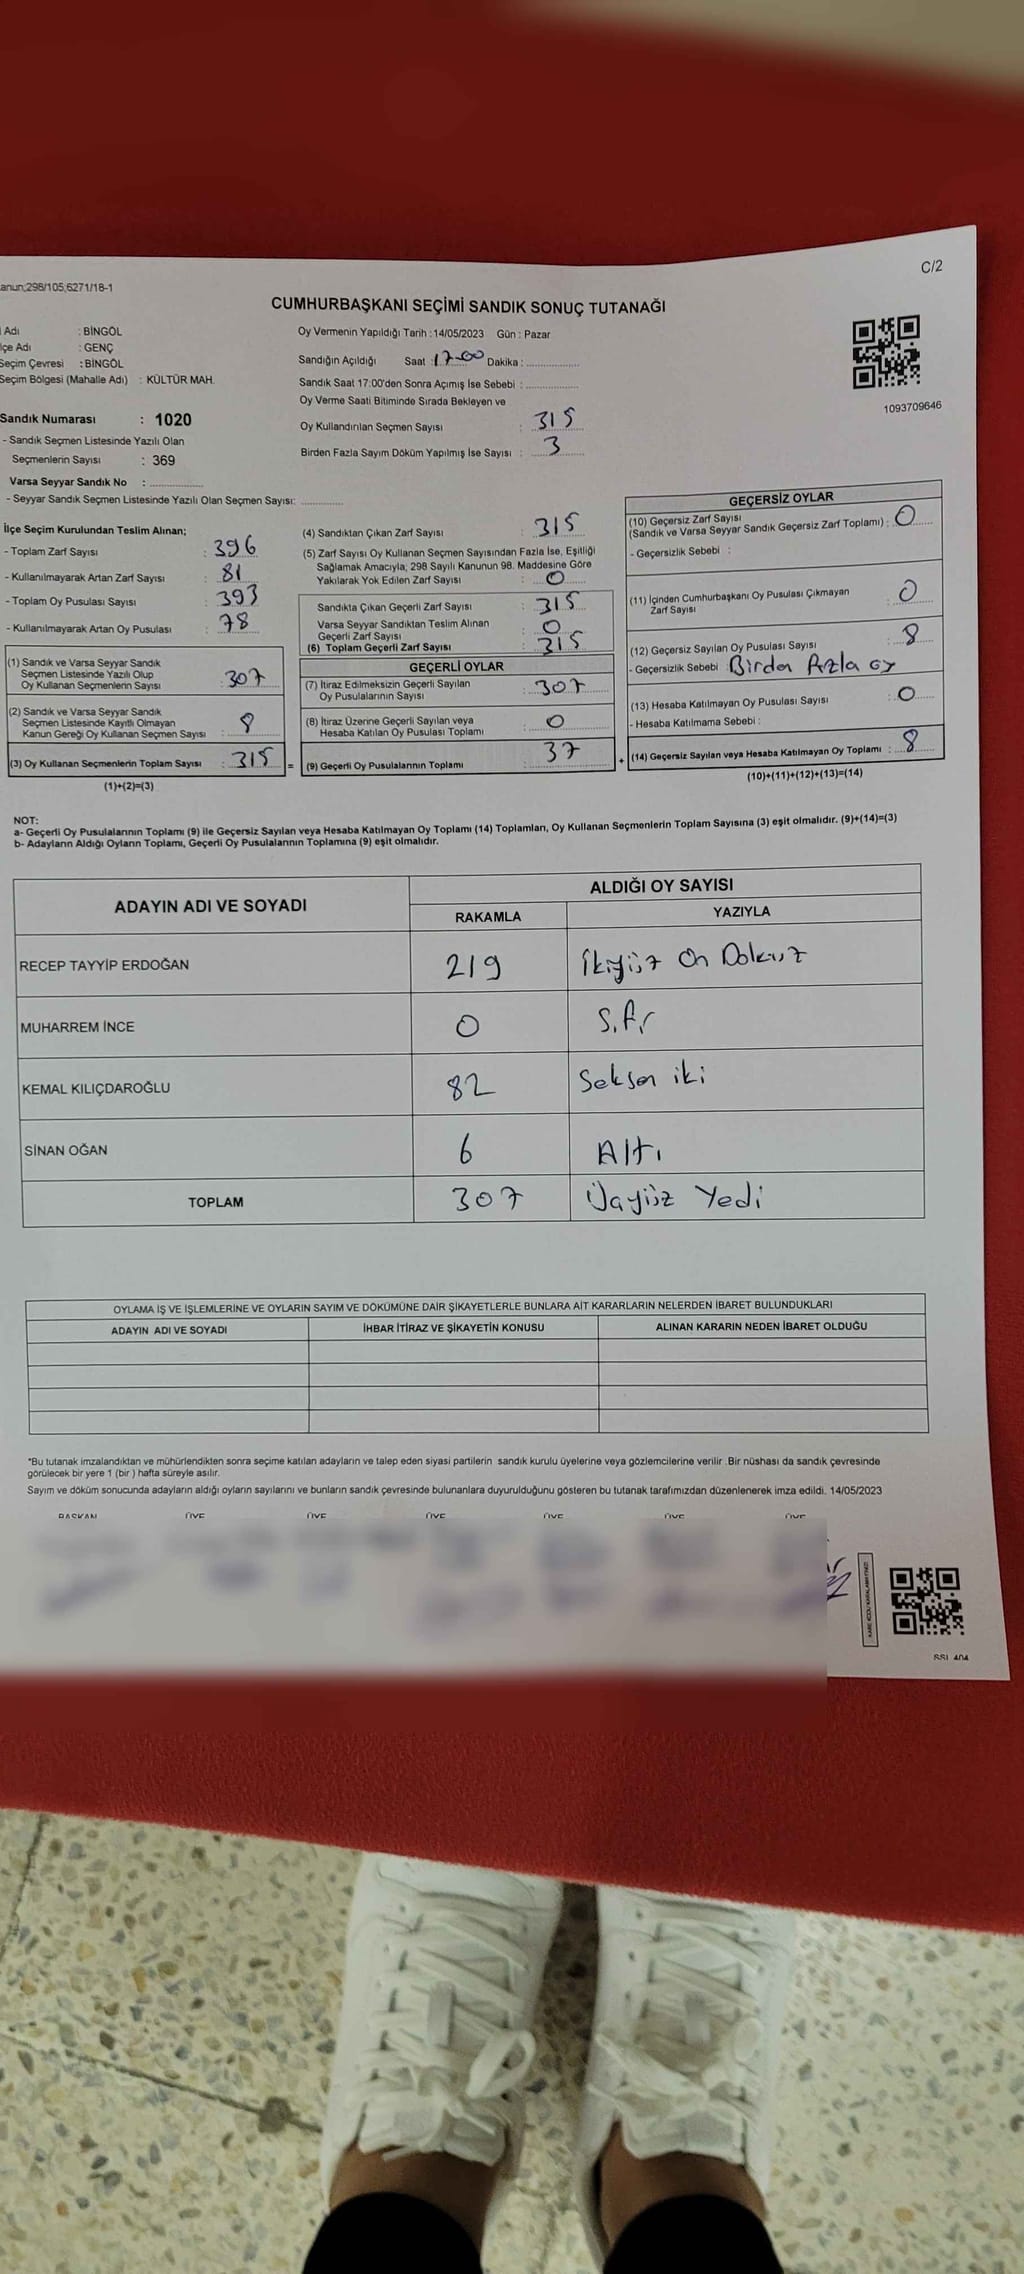 C/2
anun;298/105,6271/18-1
CUMHURBAŞKANI SEÇİMİ SANDIK SONUÇ TUTANAĞI
Adı : BİNGÖL
çe Adı : GENÇ
Seçim Çevresi : BİNGÖL
Seçim Bölgesi (Mahalle Adı) : KÜLTÜR MAH.
Oy Vermenin Yapıldığı Tarih : 14/05/2023 Gün : Pazar
Sandığın Açıldığı Saat : 17-00 Dakika :
Sandık Saat 17:00'den Sonra Açımış İse Sebebi :
Oy Verme Saati Bitiminde Sırada Bekleyen ve
Oy Kullandırılan Seçmen Sayısı : 315
Birden Fazla Sayım Döküm Yapılmış İse Sayısı : 3
1093709646
Sandık Numarası : 1020
- Sandık Seçmen Listesinde Yazılı Olan
Seçmenlerin Sayısı : 369
Varsa Seyyar Sandık No :
- Seyyar Sandık Seçmen Listesinde Yazılı Olan Seçmen Sayısı:
İlçe Seçim Kurulundan Teslim Alınan;
- Toplam Zarf Sayısı : 396
- Kullanılmayarak Artan Zarf Sayısı : 81
- Toplam Oy Pusulası Sayısı : 393
- Kullanılmayarak Artan Oy Pusulası : 78
(1) Sandık ve Varsa Seyyar Sandık
Seçmen Listesinde Yazılı Olup
Oy Kullanan Seçmenlerin Sayısı : 307
(2) Sandık ve Varsa Seyyar Sandık
Seçmen Listesinde Kayıtlı Olmayan
Kanun Gereği Oy Kullanan Seçmen Sayısı : 8
(3) Oy Kullanan Seçmenlerin Toplam Sayısı : 315 =
(1)+(2)=(3)
(4) Sandıktan Çıkan Zarf Sayısı : 315
(5) Zarf Sayısı Oy Kullanan Seçmen Sayısından Fazla İse, Eşitliği
Sağlamak Amacıyla; 298 Sayılı Kanunun 98. Maddesine Göre
Yakılarak Yok Edilen Zarf Sayısı : 0
Sandıkta Çıkan Geçerli Zarf Sayısı : 315
Varsa Seyyar Sandıktan Teslim Alınan
Geçerli Zarf Sayısı : 0
(6) Toplam Geçerli Zarf Sayısı : 315
GEÇERLİ OYLAR
(7) İtiraz Edilmeksizin Geçerli Sayılan
Oy Pusulalarının Sayısı : 307
(8) İtiraz Üzerine Geçerli Sayılan veya
Hesaba Katılan Oy Pusulası Toplamı : 0
(9) Geçerli Oy Pusulalarının Toplamı : 37 +
GEÇERSİZ OYLAR
(10) Geçersiz Zarf Sayısı
(Sandık ve Varsa Seyyar Sandık Geçersiz Zarf Toplamı) : 0
- Geçersizlik Sebebi :
(11) İçinden Cumhurbaşkanı Oy Pusulası Çıkmayan
Zarf Sayısı : 0
(12) Geçersiz Sayılan Oy Pusulası Sayısı : 8
- Geçersizlik Sebebi : Birden Fazla oy
(13) Hesaba Katılmayan Oy Pusulası Sayısı : 0
- Hesaba Katılmama Sebebi :
(14) Geçersiz Sayılan veya Hesaba Katılmayan Oy Toplamı : 8
(10)+(11)+(12)+(13)=(14)
NOT:
a- Geçerli Oy Pusulalarının Toplamı (9) ile Geçersiz Sayılan veya Hesaba Katılmayan Oy Toplamı (14) Toplamları, Oy Kullanan Seçmenlerin Toplam Sayısına (3) eşit olmalıdır. (9)+(14)=(3)
b- Adayların Aldığı Oyların Toplamı, Geçerli Oy Pusulalarının Toplamına (9) eşit olmalıdır.
ADAYIN ADI VE SOYADI
ALDIĞI OY SAYISI
RAKAMLA YAZIYLA
RECEP TAYYİP ERDOĞAN 219 İkiyüz On Dokuz
MUHARREM İNCE 0 Sıfır
KEMAL KILIÇDAROĞLU 82 Seksen iki
SİNAN OĞAN 6 Altı
TOPLAM 307 Üçyüz Yedi
OYLAMA İŞ VE İŞLEMLERİNE VE OYLARIN SAYIM VE DÖKÜMÜNE DAİR ŞİKAYETLERLE BUNLARA AİT KARARLARIN NELERDEN İBARET BULUNDUKLARI
ADAYIN ADI VE SOYADI İHBAR İTİRAZ VE ŞİKAYETİN KONUSU ALINAN KARARIN NEDEN İBARET OLDUĞU
*Bu tutanak imzalandıktan ve mühürlendikten sonra seçime katılan adayların ve talep eden siyasi partilerin sandık kurulu üyelerine veya gözlemcilerine verilir .Bir nüshası da sandık çevresinde
görülecek bir yere 1 (bir ) hafta süreyle asılır.
Sayım ve döküm sonucunda adayların aldığı oyların sayılarını ve bunların sandık çevresinde bulunanlara duyurulduğunu gösteren bu tutanak tarafımızdan düzenlenerek imza edildi. 14/05/2023
BAŞKAN ÜYE ÜYE ÜYE ÜYE ÜYE ÜYE